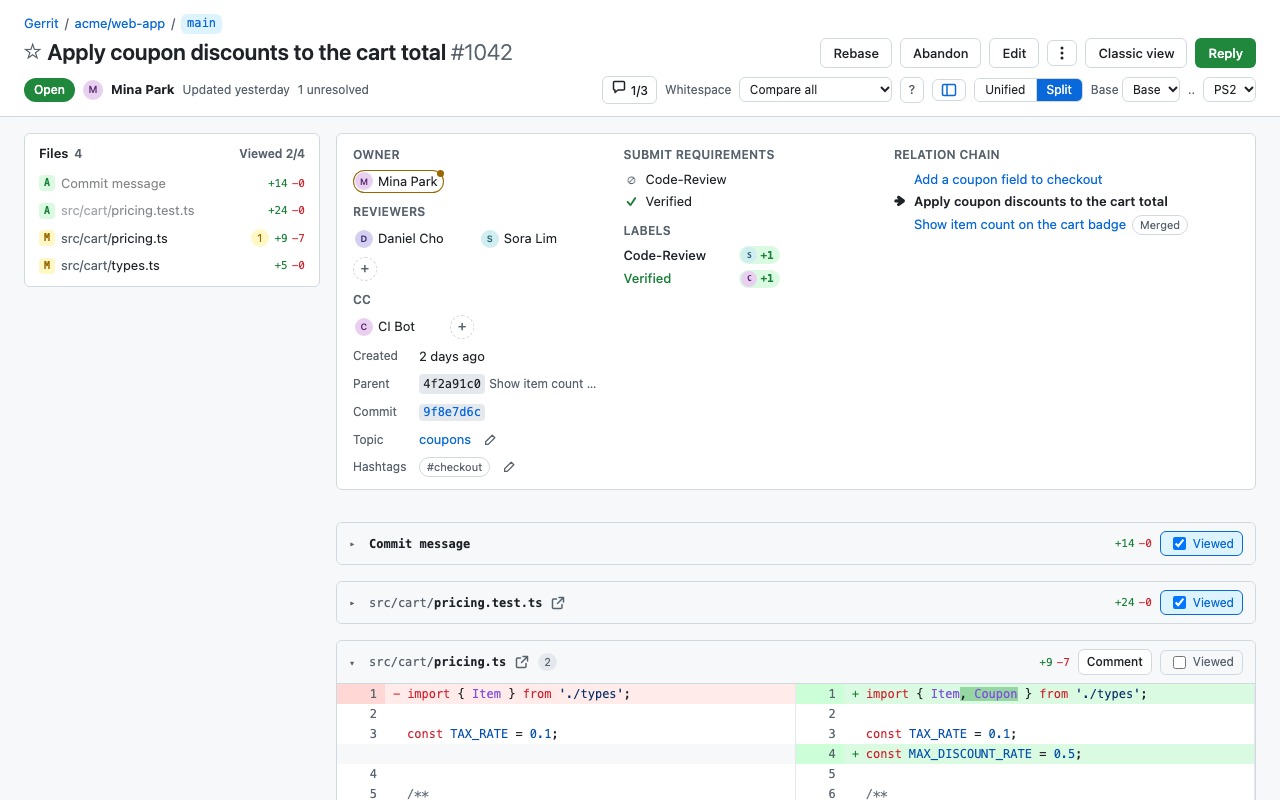 Gerrit / acme/web-app / main
☆ Apply coupon discounts to the cart total #1042
Rebase Abandon Edit ⋮ Classic view Reply
Open M Mina Park Updated yesterday 1 unresolved
1/3 Whitespace Compare all ? Unified Split Base Base .. PS2
Files 4 Viewed 2/4
A Commit message +14 −0
A src/cart/pricing.test.ts +24 −0
M src/cart/pricing.ts 1 +9 −7
M src/cart/types.ts +5 −0
OWNER
M Mina Park
REVIEWERS
D Daniel Cho S Sora Lim
+
CC
C CI Bot +
Created 2 days ago
Parent 4f2a91c0 Show item count ...
Commit 9f8e7d6c
Topic coupons
Hashtags #checkout
SUBMIT REQUIREMENTS
Code-Review
Verified
LABELS
Code-Review S +1
Verified C +1
RELATION CHAIN
Add a coupon field to checkout
Apply coupon discounts to the cart total
Show item count on the cart badge Merged
Commit message +14 −0 Viewed
src/cart/pricing.test.ts +24 −0 Viewed
src/cart/pricing.ts 2 +9 −7 Comment Viewed
1 − import { Item } from './types'; 1 + import { Item, Coupon } from './types';
2 2
3 const TAX_RATE = 0.1; 3 const TAX_RATE = 0.1;
4 + const MAX_DISCOUNT_RATE = 0.5;
4 5
5 /** 6 /**